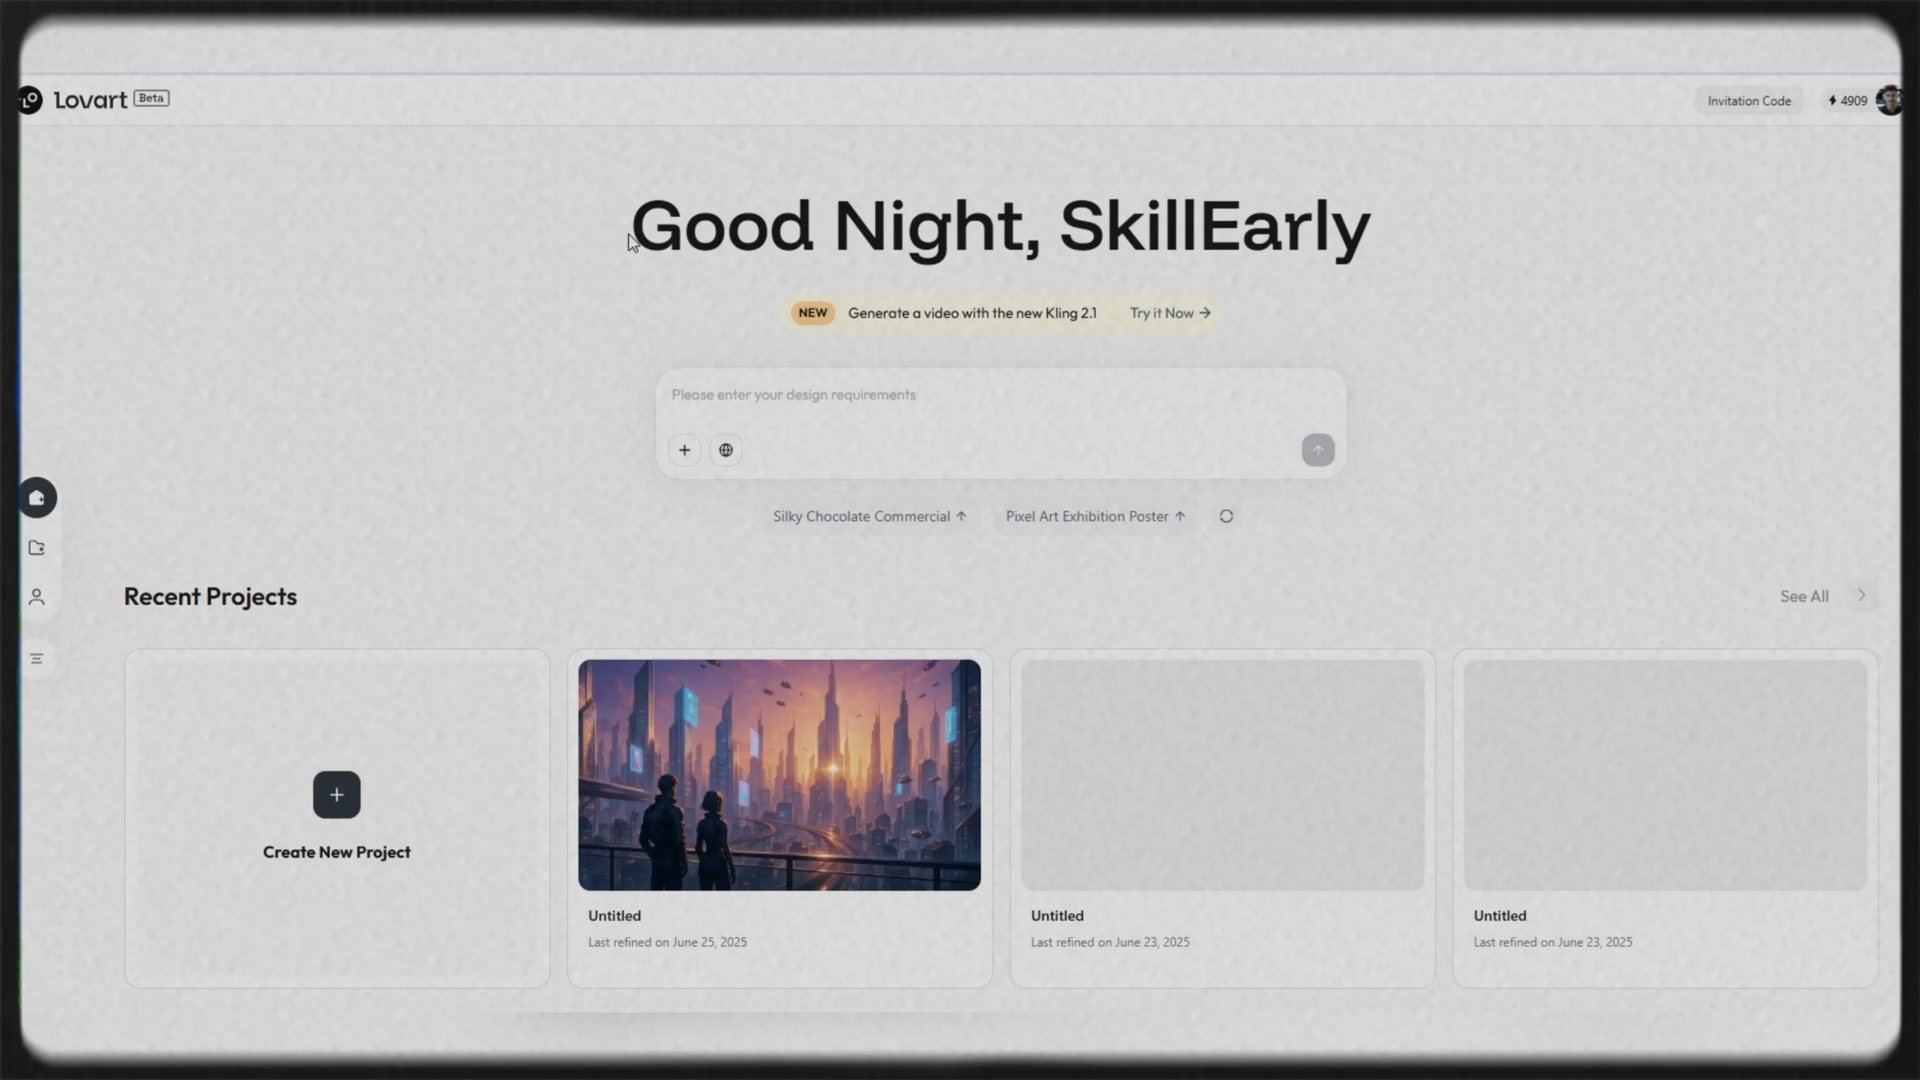 Lovart Beta
Invitation Code
4909
Good Night, SkillEarly
NEW Generate a video with the new Kling 2.1 Try it Now →
Please enter your design requirements
Silky Chocolate Commercial ↑
Pixel Art Exhibition Poster ↑
Recent Projects
See All
Create New Project
Untitled
Last refined on June 25, 2025
Untitled
Last refined on June 23, 2025
Untitled
Last refined on June 23, 2025